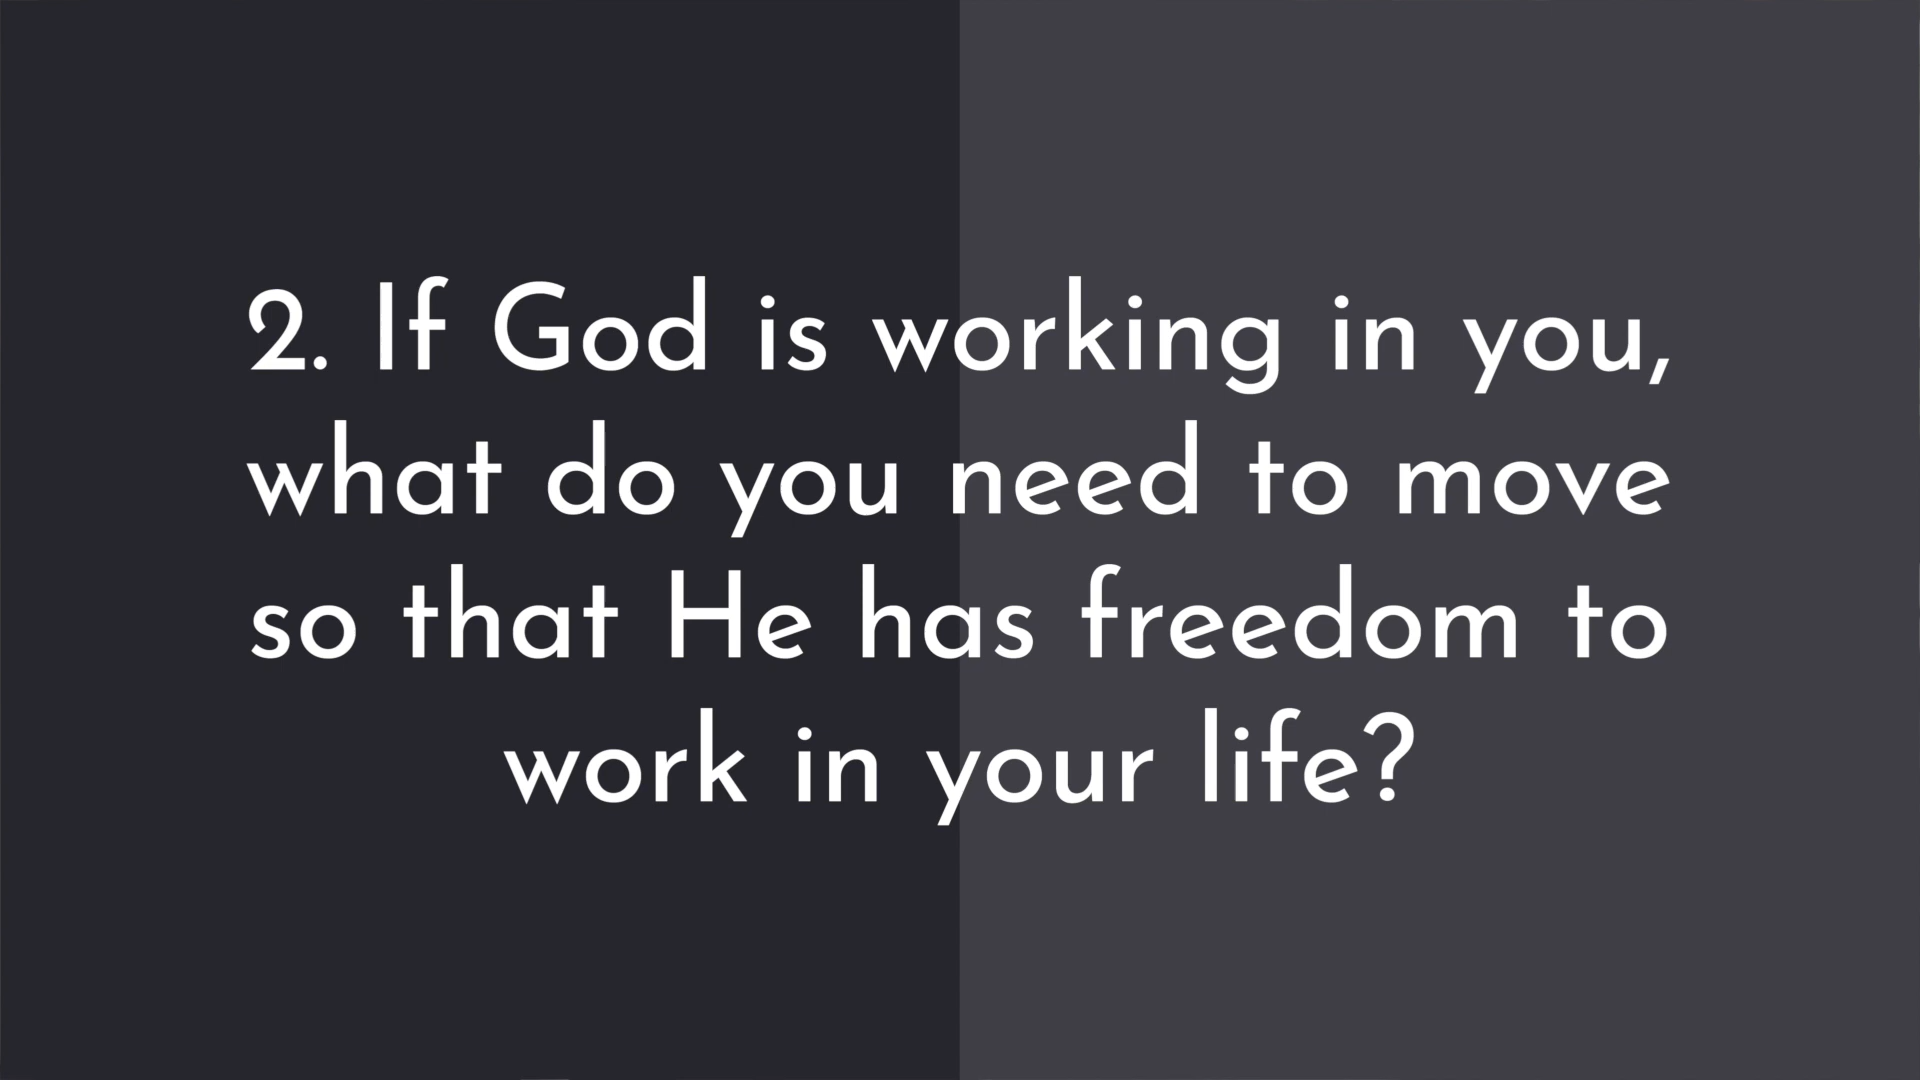 2. If God is working in you,
what do you need to move
so that He has freedom to
work in your life?